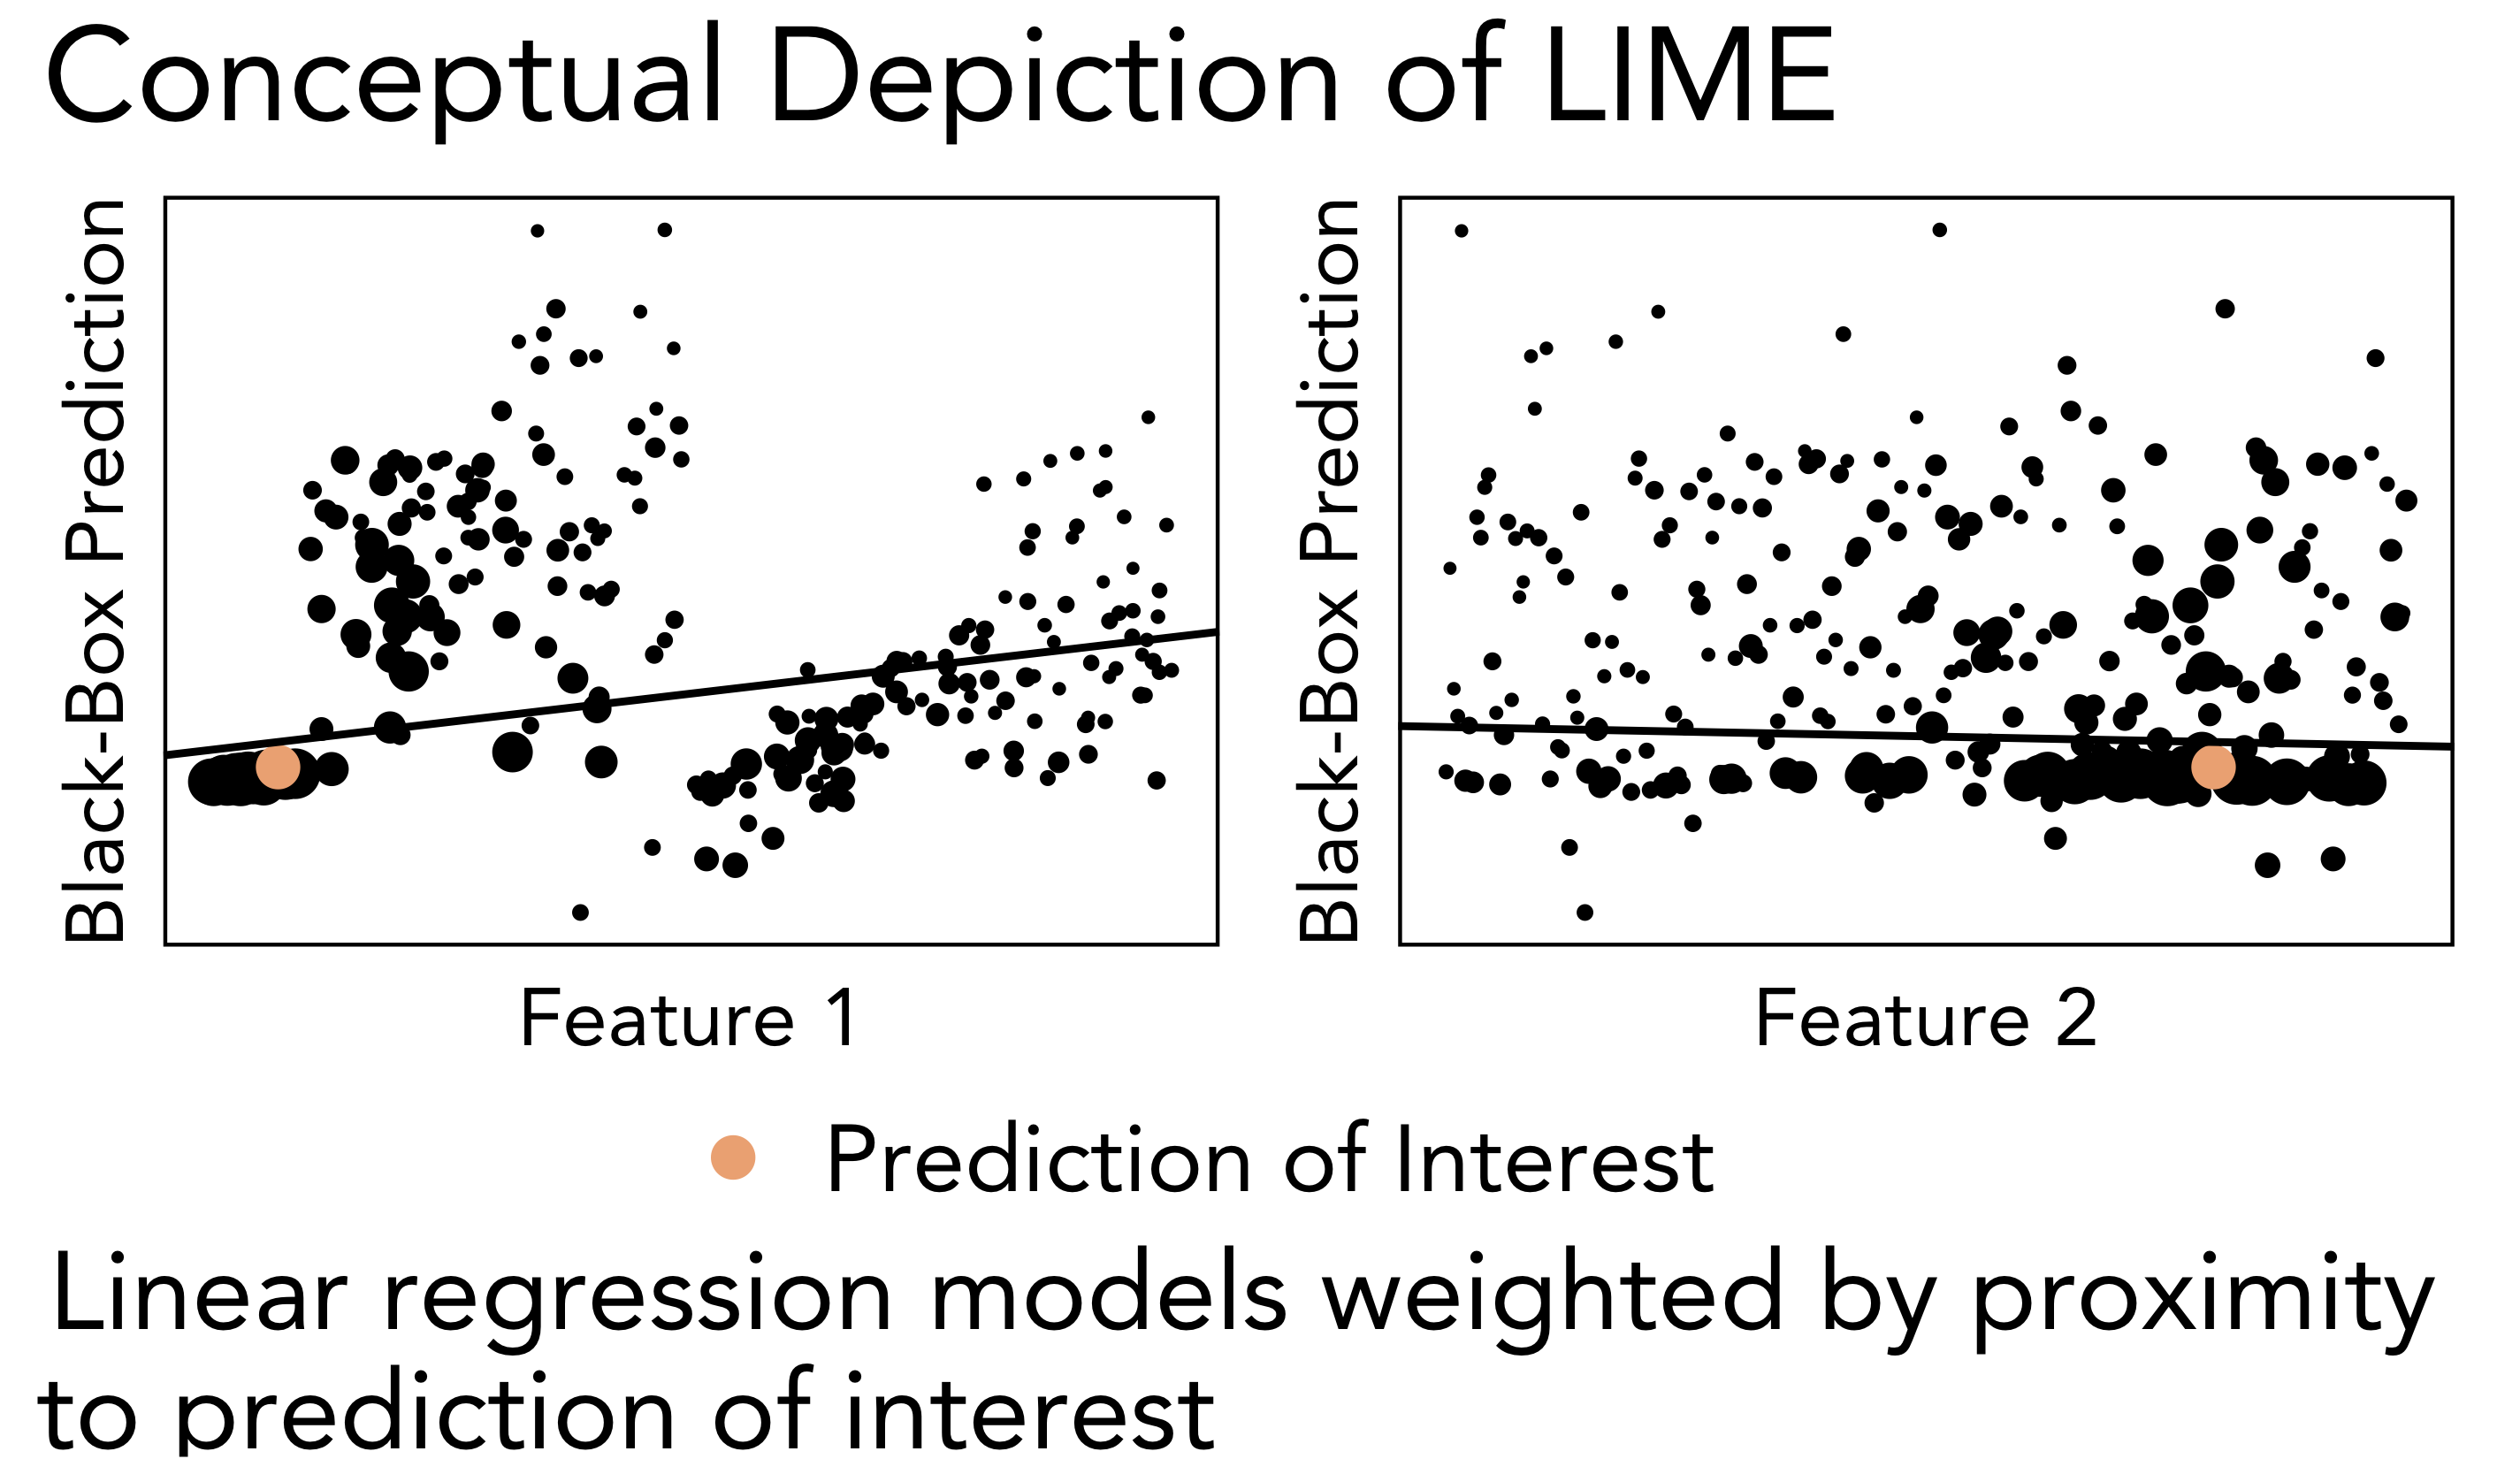 Conceptual Depiction of LIME
Black-Box Prediction
Black-Box Prediction
Feature 1
Feature 2
Prediction of Interest
Linear regression models weighted by proximity
to prediction of interest